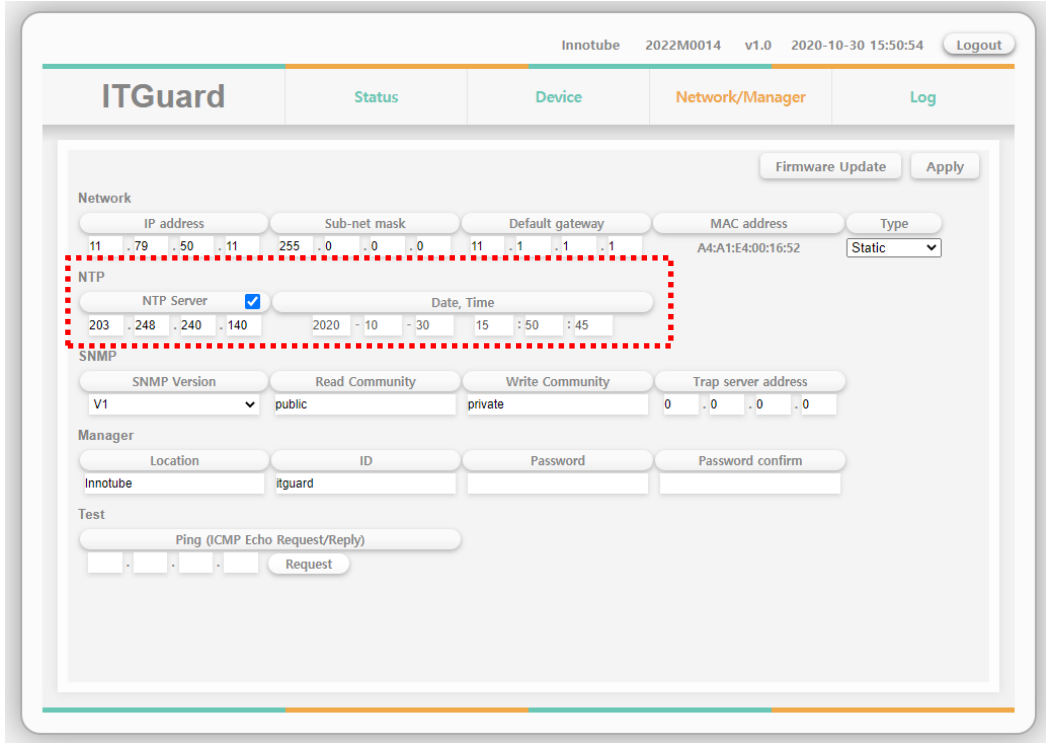 Innotube 2022M0014 v1.0 2020-10-30 15:50:54 Logout
ITGuard Status Device Network/Manager Log
Firmware Update Apply
Network
IP address Sub-net mask Default gateway MAC address Type
11 . 79 . 50 . 11 255 . 0 . 0 . 0 11 . 1 . 1 . 1 A4:A1:E4:00:16:52 Static
NTP
NTP Server Date, Time
203 . 248 . 240 . 140 2020 - 10 - 30 15 : 50 : 45
SNMP
SNMP Version Read Community Write Community Trap server address
V1 public private 0 . 0 . 0 . 0
Manager
Location ID Password Password confirm
Innotube itguard
Test
Ping (ICMP Echo Request/Reply)
. . . Request